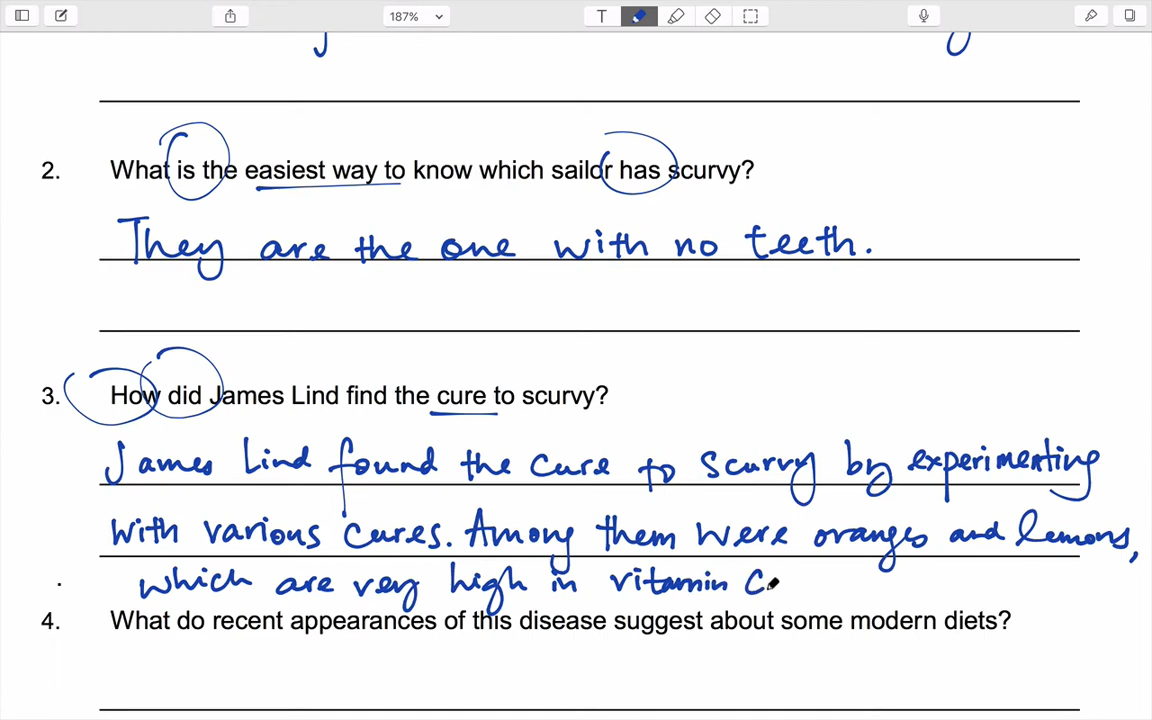 187%
T
2. What is the easiest way to know which sailor has scurvy?
They are the one with no teeth.
3. How did James Lind find the cure to scurvy?
James Lind found the cure to scurvy by experimenting
with various cures. Among them were oranges and lemons,
which are very high in vitamin C
4. What do recent appearances of this disease suggest about some modern diets?